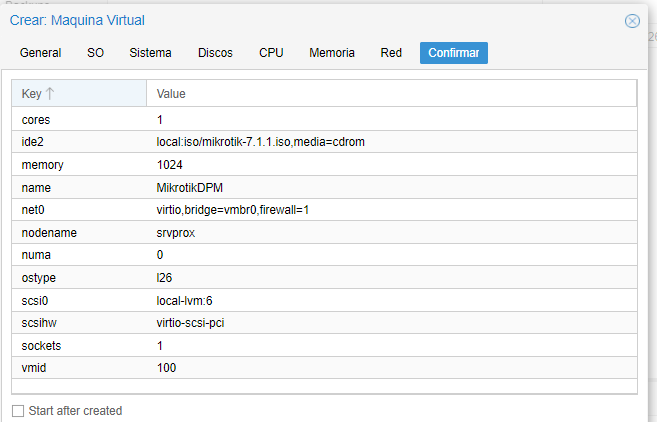 Crear: Maquina Virtual
General SO Sistema Discos CPU Memoria Red Confirmar
Key Value
cores 1
ide2 local:iso/mikrotik-7.1.1.iso,media=cdrom
memory 1024
name MikrotikDPM
net0 virtio,bridge=vmbr0,firewall=1
nodename srvprox
numa 0
ostype l26
scsi0 local-lvm:6
scsihw virtio-scsi-pci
sockets 1
vmid 100
Start after created